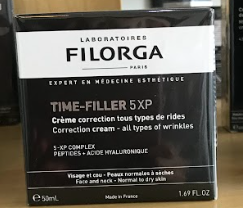 LABORATOIRES
FILORGA
PARIS
EXPERT EN MÉDECINE ESTHÉTIQUE
TIME-FILLER 5XP
Crème correction tous types de rides
Correction cream - all types of wrinkles
5-XP COMPLEX
PEPTIDES + ACIDE HYALURONIQUE
Visage et cou - Peaux normales à sèches
Face and neck - Normal to dry skin
e 50mL Made in France 1.69 FL.OZ